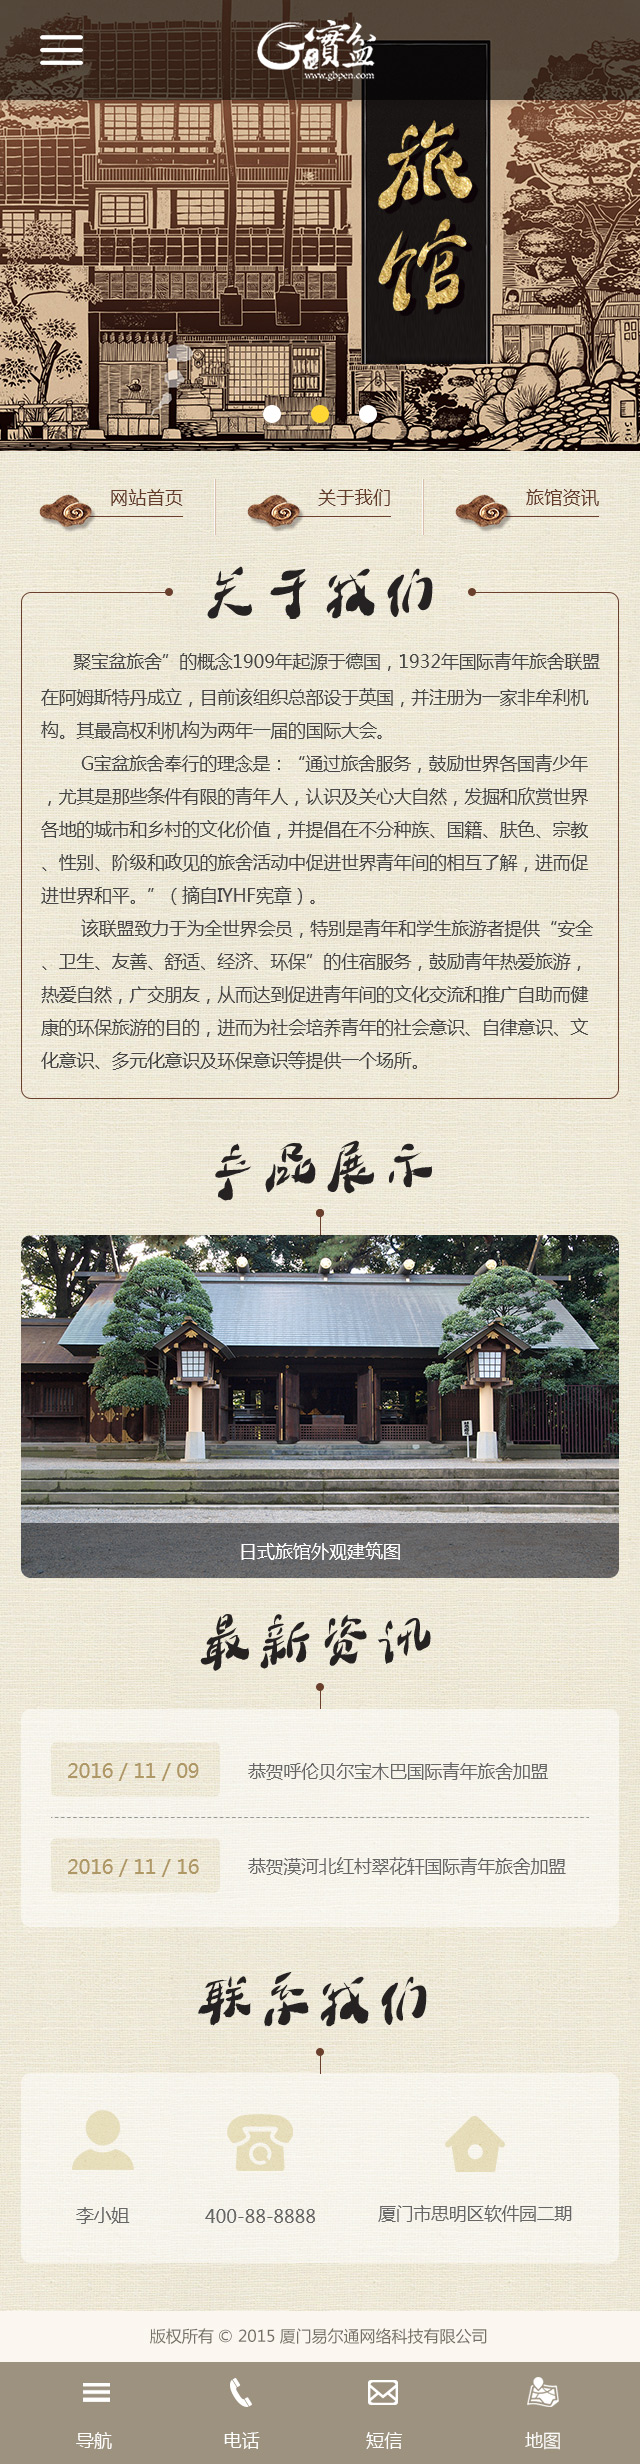 G寶盆
www.gbpen.com
旅馆
网站首页
关于我们
旅馆资讯
关于我们
聚宝盆旅舍”的概念1909年起源于德国，1932年国际青年旅舍联盟
在阿姆斯特丹成立，目前该组织总部设于英国，并注册为一家非牟利机
构。其最高权利机构为两年一届的国际大会。
G宝盆旅舍奉行的理念是：“通过旅舍服务，鼓励世界各国青少年
，尤其是那些条件有限的青年人，认识及关心大自然，发掘和欣赏世界
各地的城市和乡村的文化价值，并提倡在不分种族、国籍、肤色、宗教
、性别、阶级和政见的旅舍活动中促进世界青年间的相互了解，进而促
进世界和平。”（摘自IYHF宪章）。
该联盟致力于为全世界会员，特别是青年和学生旅游者提供“安全
、卫生、友善、舒适、经济、环保”的住宿服务，鼓励青年热爱旅游，
热爱自然，广交朋友，从而达到促进青年间的文化交流和推广自助而健
康的环保旅游的目的，进而为社会培养青年的社会意识、自律意识、文
化意识、多元化意识及环保意识等提供一个场所。
产品展示
日式旅馆外观建筑图
最新资讯
2016 / 11 / 09
恭贺呼伦贝尔宝木巴国际青年旅舍加盟
2016 / 11 / 16
恭贺漠河北红村翠花轩国际青年旅舍加盟
联系我们
李小姐
400-88-8888
厦门市思明区软件园二期
版权所有 © 2015 厦门易尔通网络科技有限公司
导航
电话
短信
地图